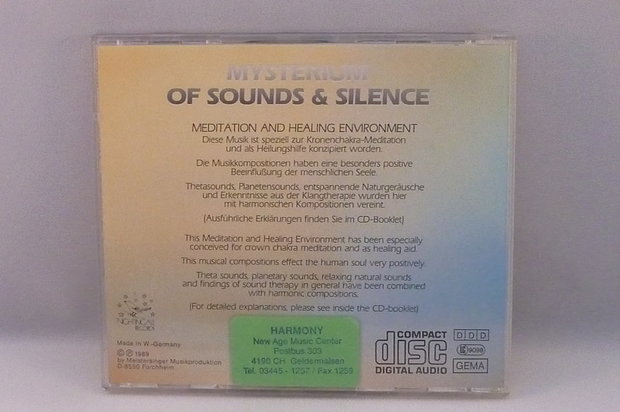 MYSTERIUM
OF SOUNDS & SILENCE
MEDITATION AND HEALING ENVIRONMENT
Diese Musik ist speziell zur Kronenchakra-Meditation
und als Heilungshilfe konzipiert worden.
Die Musikkompositionen haben eine besonders positive
Beeinflußung der menschlichen Seele.
Thetasounds, Planetensounds, entspannende Naturgeräusche
und Erkenntnisse aus der Klangtherapie wurden hier
mit harmonischen Kompositionen vereint.
(Ausführliche Erklärungen finden Sie im CD-Booklet)
This Meditation and Healing Environment has been especially
conceived for crown chakra meditation and as healing aid.
This musical compositions effect the human soul very positively.
Theta sounds, planetary sounds, relaxing natural sounds
and findings of sound therapy in general have been combined
with harmonic compositions.
(For detailed explanations, please see inside the CD-booklet)
NIGHTINGALE
RECORDS
Made in W.-Germany
© ℗ 1989
by Meistersinger Musikproduktion
D-8550 Forchheim
HARMONY
New Age Music Center
Postbus 303
4190 CH Geldermalsen
Tel. 03445 - 1257 / Fax 1259
COMPACT
disc
DIGITAL AUDIO
D D D
GEMA